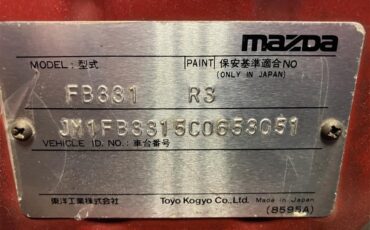 mazda
MODEL:型式 PAINT 保安基準適合NO
(ONLY IN JAPAN)
FB331 RS
JM1FB3315C0653051
VEHICLE ID. NO.:車台番号
東洋工業株式会社 Toyo Kogyo Co.,Ltd. Made in Japan
(8595A)